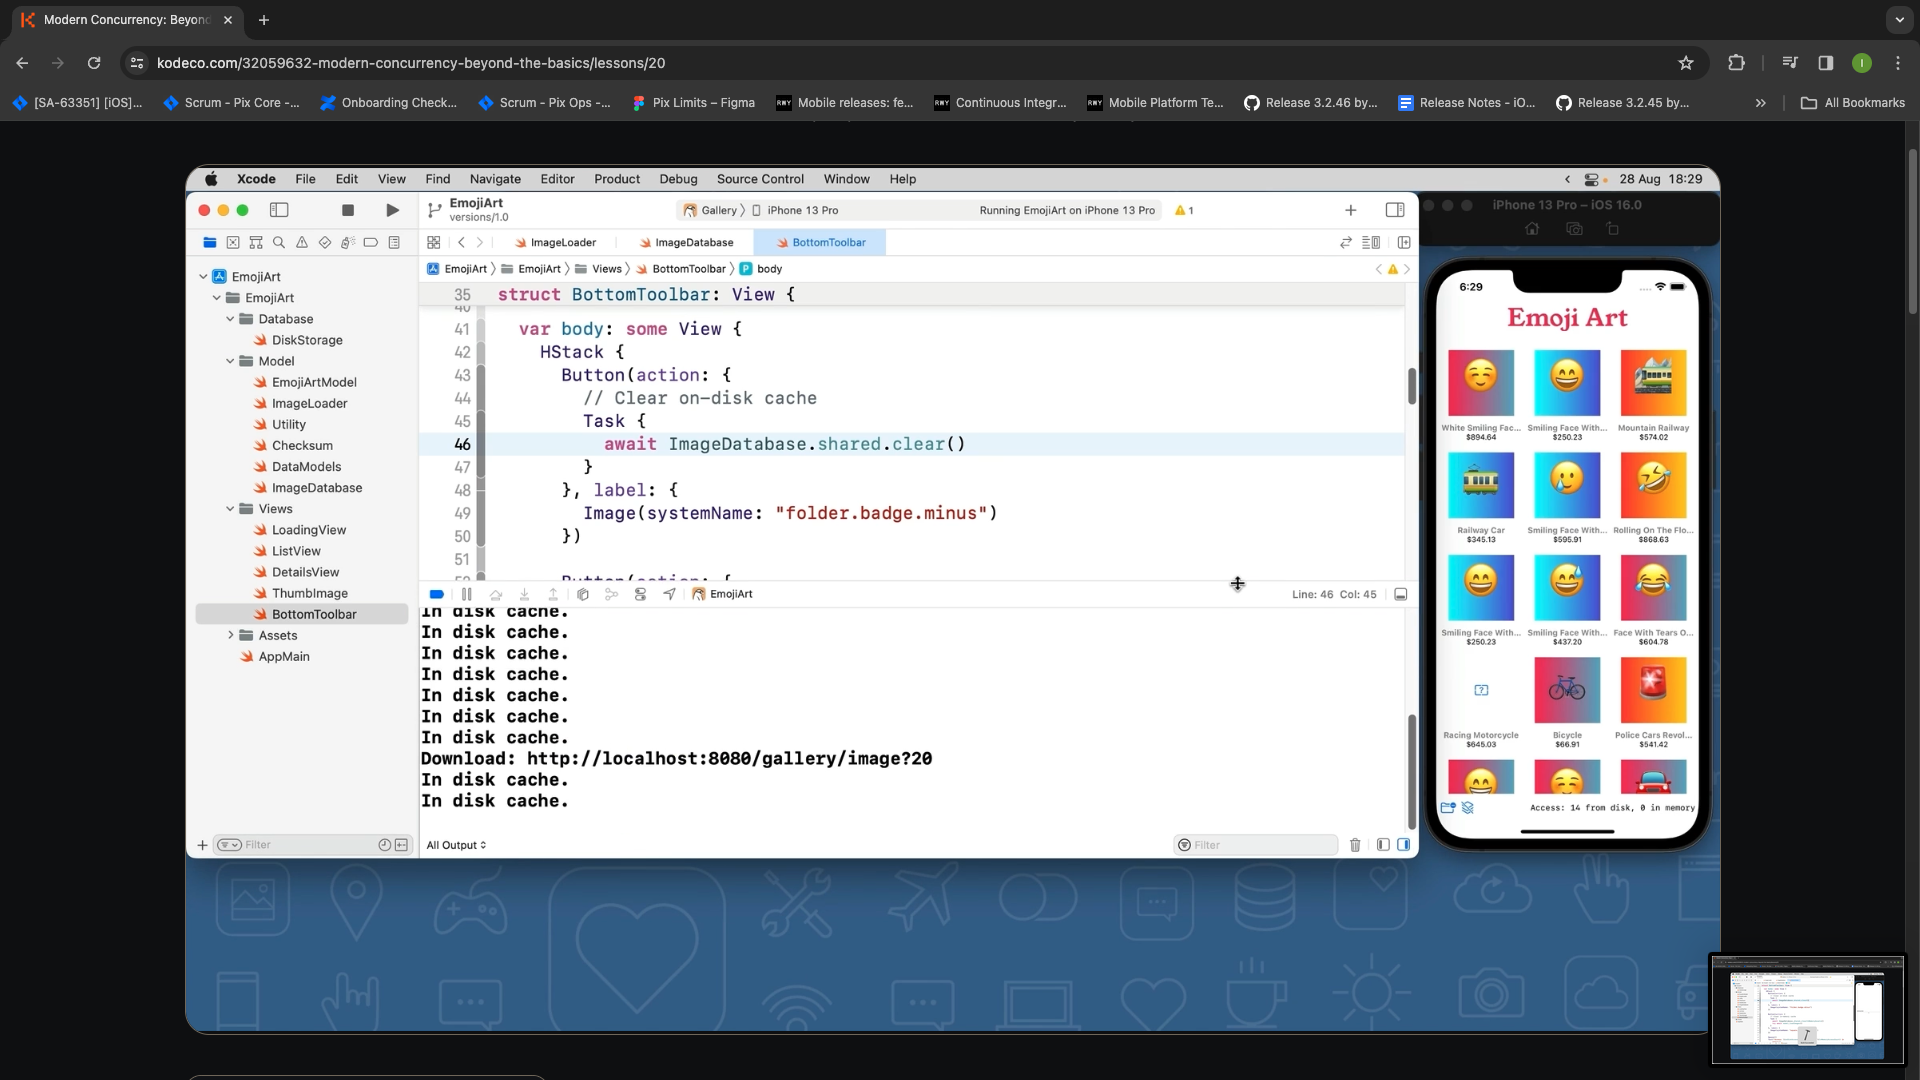 Modern Concurrency: Beyond
kodeco.com/32059632-modern-concurrency-beyond-the-basics/lessons/20
I
[SA-63351] [iOS]...
Scrum - Pix Core -...
Onboarding Check...
Scrum - Pix Ops -...
Pix Limits – Figma
RWY Mobile releases: fe...
RWY Continuous Integr...
RWY Mobile Platform Te...
Release 3.2.46 by...
Release Notes - iO...
Release 3.2.45 by...
»
All Bookmarks
Xcode File Edit View Find Navigate Editor Product Debug Source Control Window Help
28 Aug 18:29
EmojiArt
versions/1.0
Gallery
iPhone 13 Pro
Running EmojiArt on iPhone 13 Pro
1
iPhone 13 Pro – iOS 16.0
ImageLoader
ImageDatabase
BottomToolbar
EmojiArt
EmojiArt
Views
BottomToolbar
P body
EmojiArt
EmojiArt
Database
DiskStorage
Model
EmojiArtModel
ImageLoader
Utility
Checksum
DataModels
ImageDatabase
Views
LoadingView
ListView
DetailsView
ThumbImage
BottomToolbar
Assets
AppMain
Filter
35 struct BottomToolbar: View {
40
41 var body: some View {
42 HStack {
43 Button(action: {
44 // Clear on-disk cache
45 Task {
46 await ImageDatabase.shared.clear()
47 }
48 }, label: {
49 Image(systemName: "folder.badge.minus")
50 })
51
52 Button(action: {
EmojiArt
Line: 46 Col: 45
In disk cache.
In disk cache.
In disk cache.
In disk cache.
In disk cache.
In disk cache.
In disk cache.
Download: http://localhost:8080/gallery/image?20
In disk cache.
In disk cache.
All Output
Filter
6:29
Emoji Art
White Smiling Fac... Smiling Face With... Mountain Railway
$894.64 $250.23 $574.02
Railway Car Smiling Face With... Rolling On The Flo...
$345.13 $595.91 $868.63
Smiling Face With... Smiling Face With... Face With Tears O...
$250.23 $437.20 $604.78
?
Racing Motorcycle Bicycle Police Cars Revol...
$645.03 $66.91 $541.42
Access: 14 from disk, 0 in memory